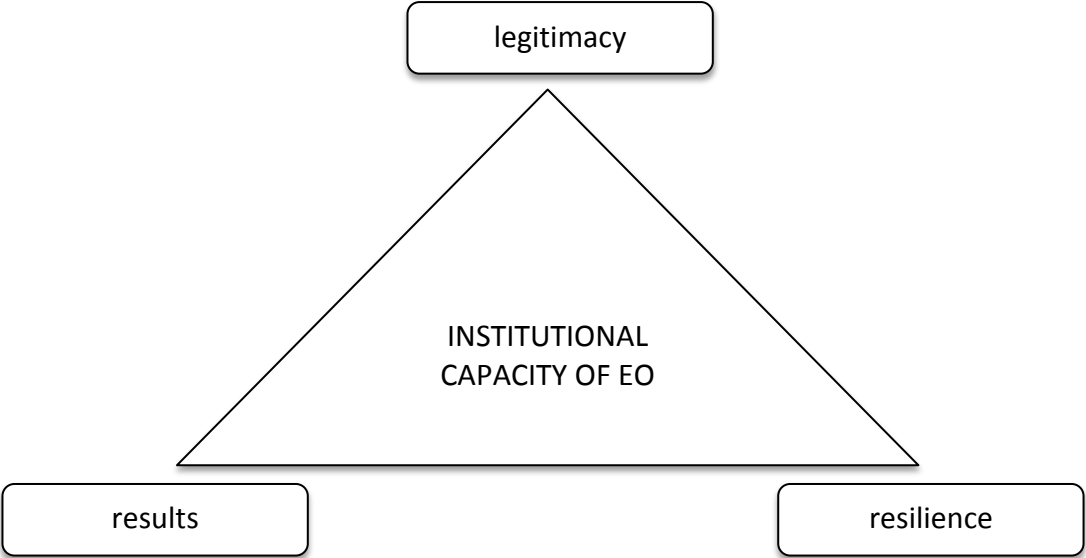 legitimacy
INSTITUTIONAL
CAPACITY OF EO
results
resilience